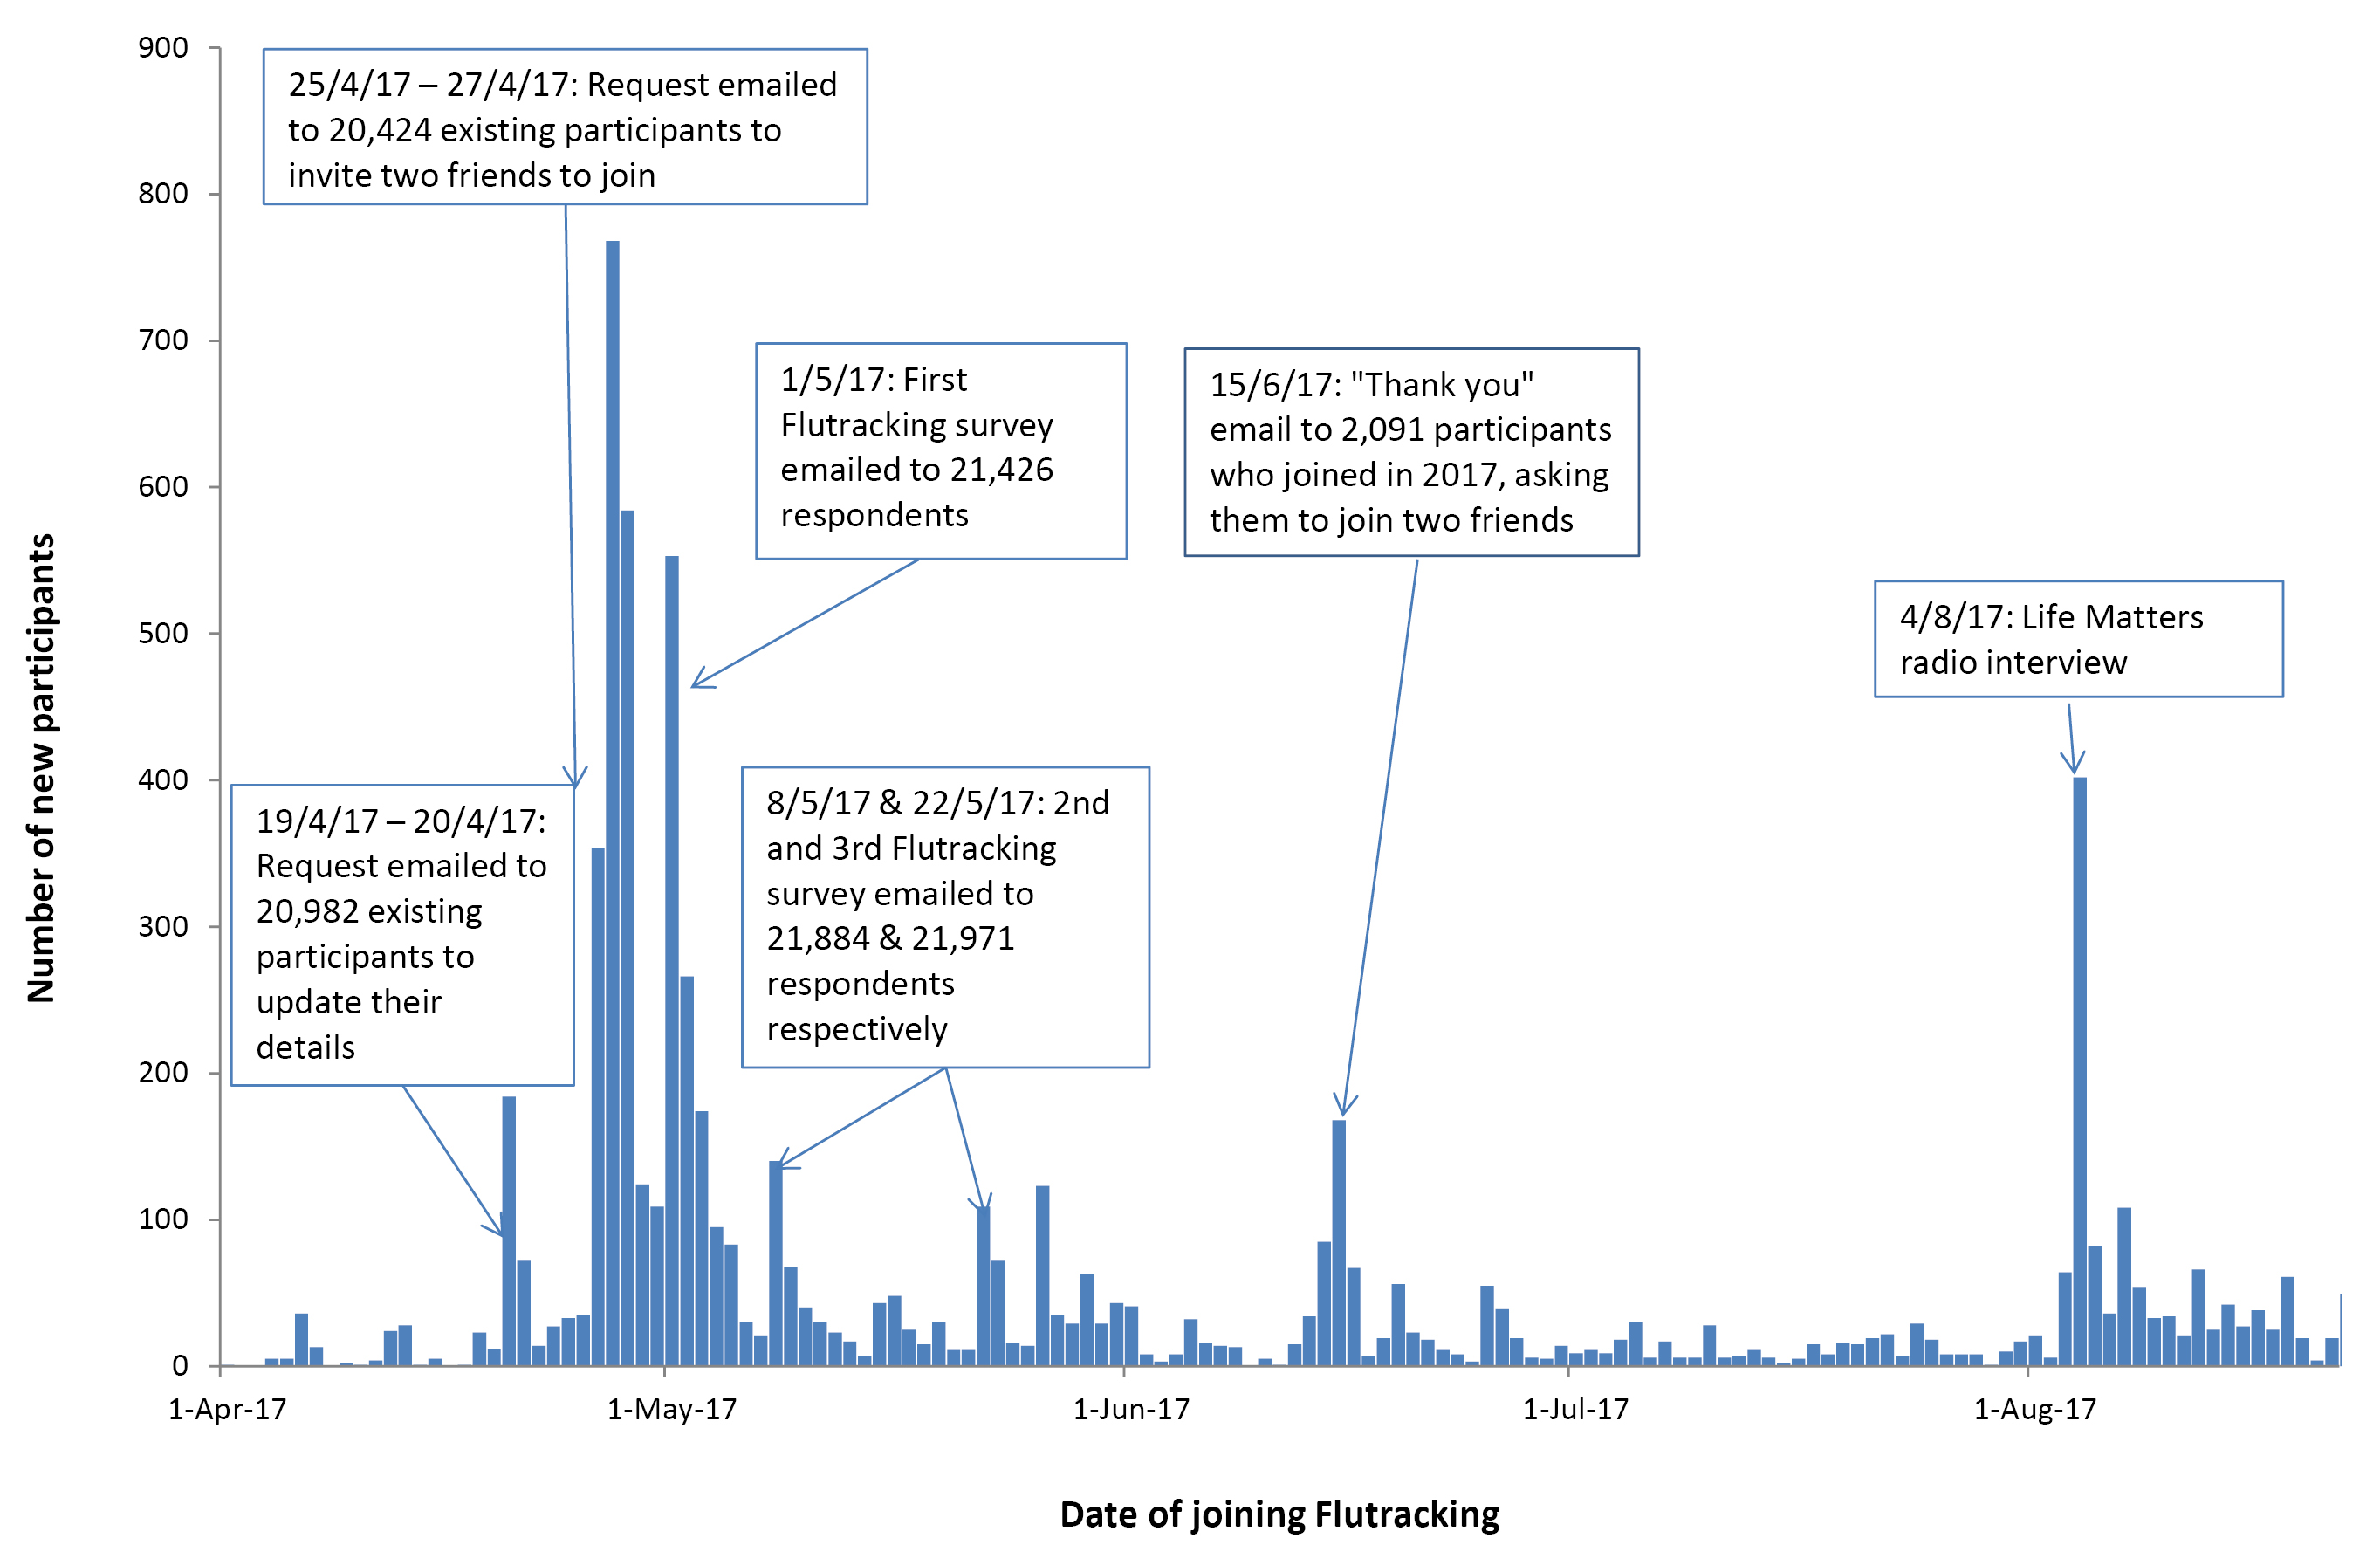 900
800
700
600
500
400
300
200
100
0
Number of new participants
25/4/17 – 27/4/17: Request emailed
to 20,424 existing participants to
invite two friends to join
1/5/17: First
Flutracking survey
emailed to 21,426
respondents
15/6/17: "Thank you"
email to 2,091 participants
who joined in 2017, asking
them to join two friends
4/8/17: Life Matters
radio interview
19/4/17 – 20/4/17:
Request emailed to
20,982 existing
participants to
update their
details
8/5/17 & 22/5/17: 2nd
and 3rd Flutracking
survey emailed to
21,884 & 21,971
respondents
respectively
1-Apr-17
1-May-17
1-Jun-17
1-Jul-17
1-Aug-17
Date of joining Flutracking